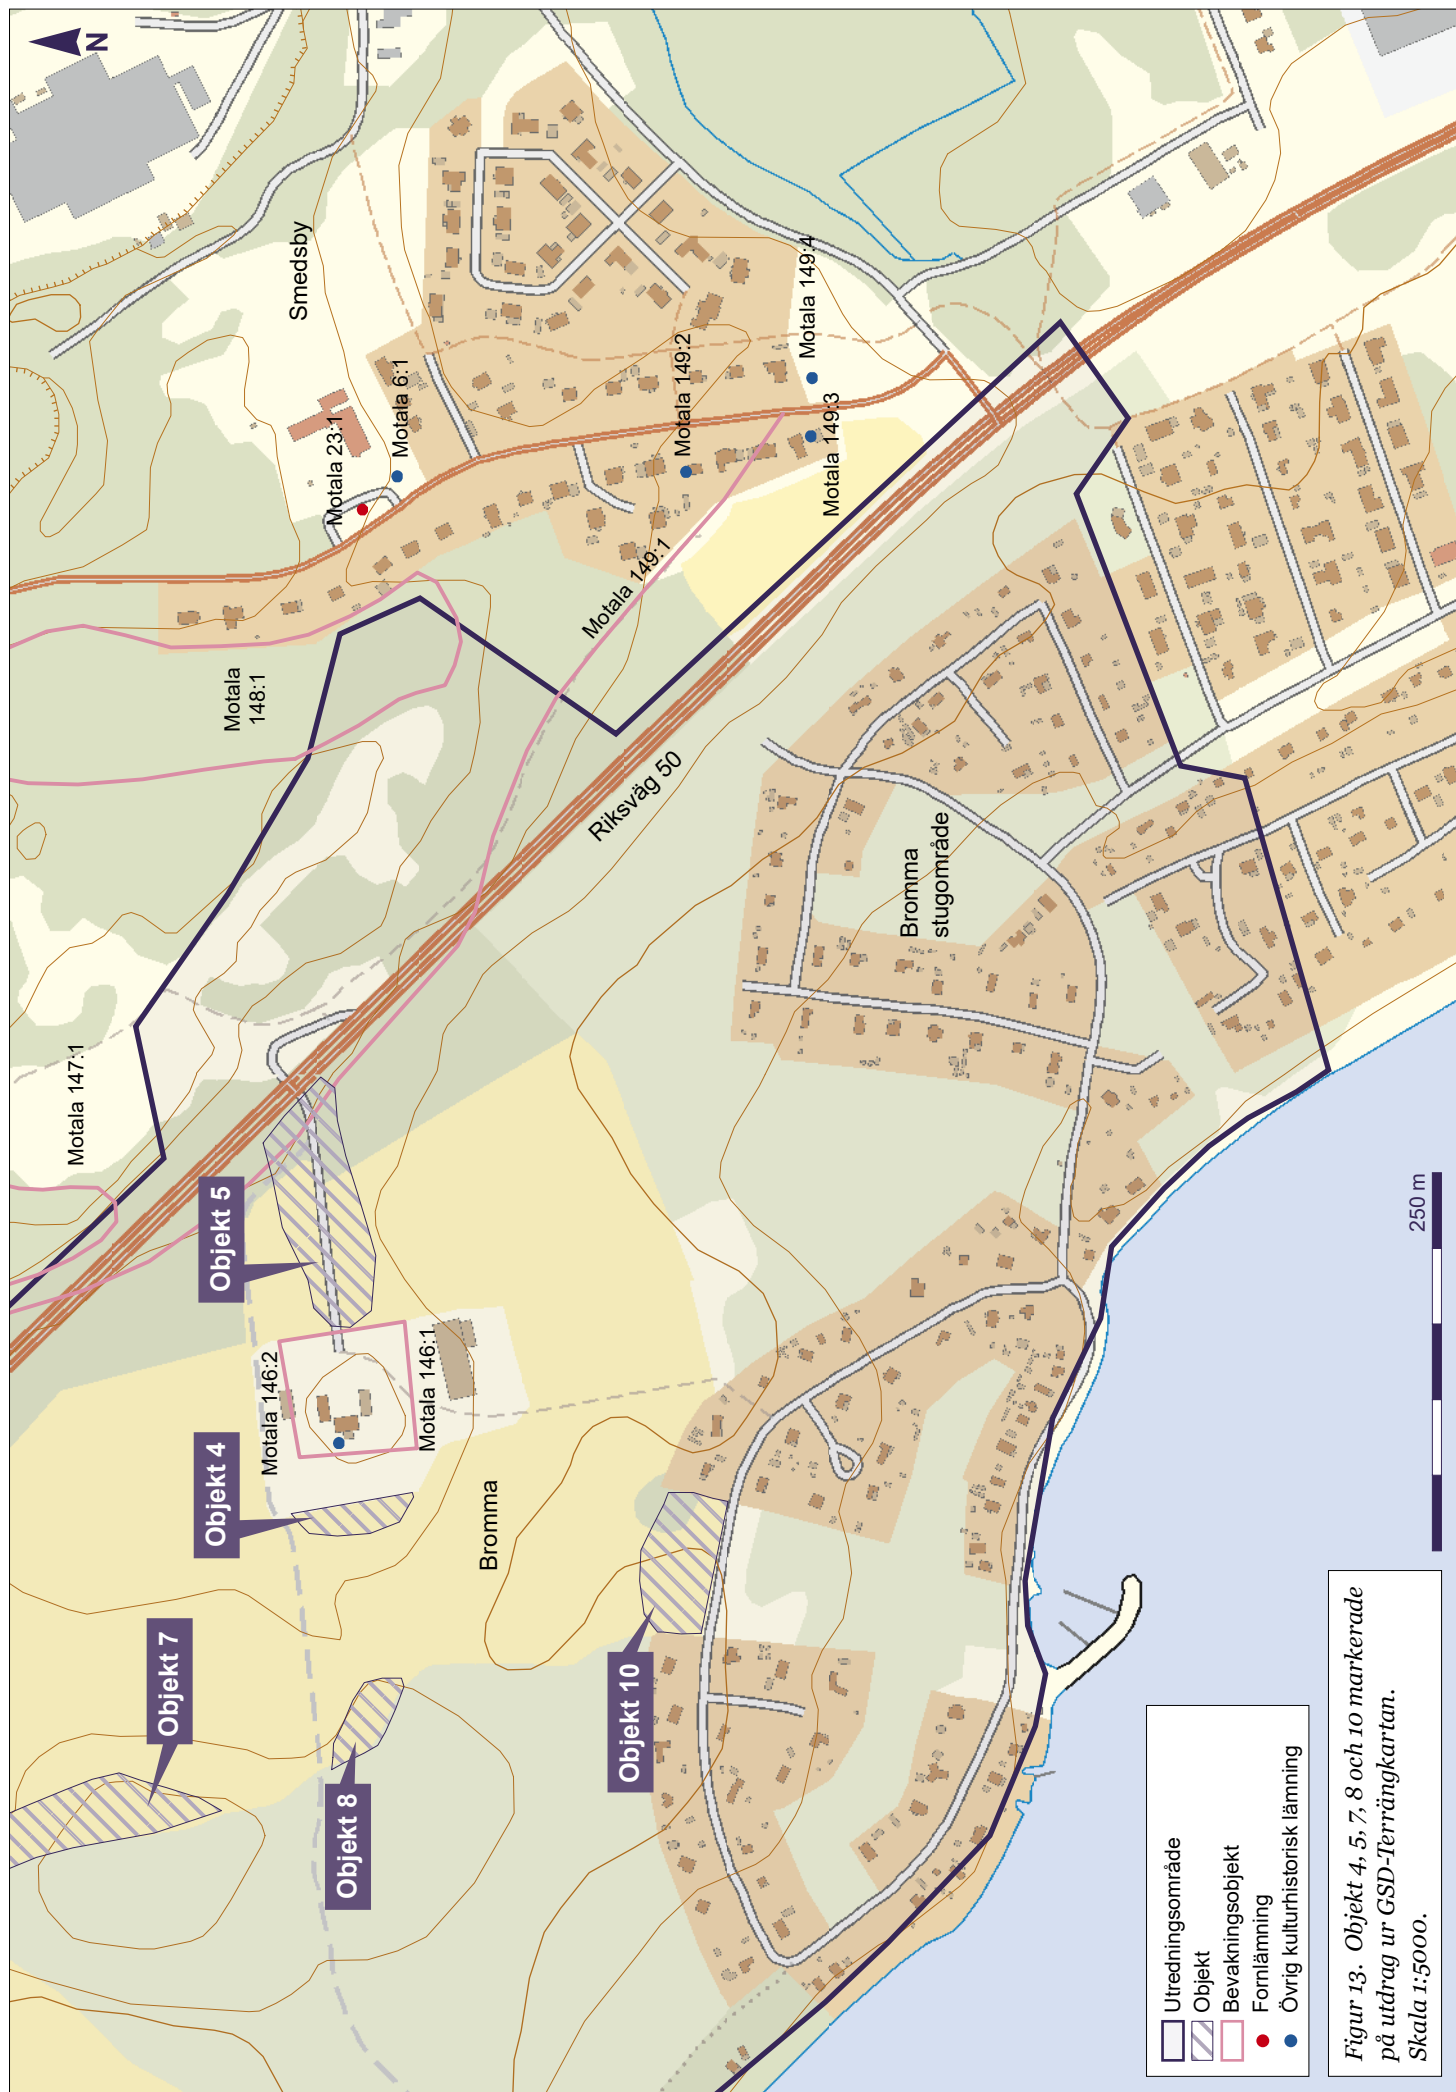 N
Smedsby
Motala 23:1
Motala 6:1
Motala 149:2
Motala 149:4
Motala 149:3
Motala 149:1
Motala
148:1
Riksväg 50
Motala 147:1
Bromma
stugområde
Objekt 5
Motala 146:2
Motala 146:1
Objekt 4
Bromma
Objekt 7
Objekt 8
Objekt 10
250 m
Utredningsområde
Objekt
Bevakningsobjekt
Fornlämning
Övrig kulturhistorisk lämning
Figur 13. Objekt 4, 5, 7, 8 och 10 markerade
på utdrag ur GSD-Terrängkartan.
Skala 1:5000.